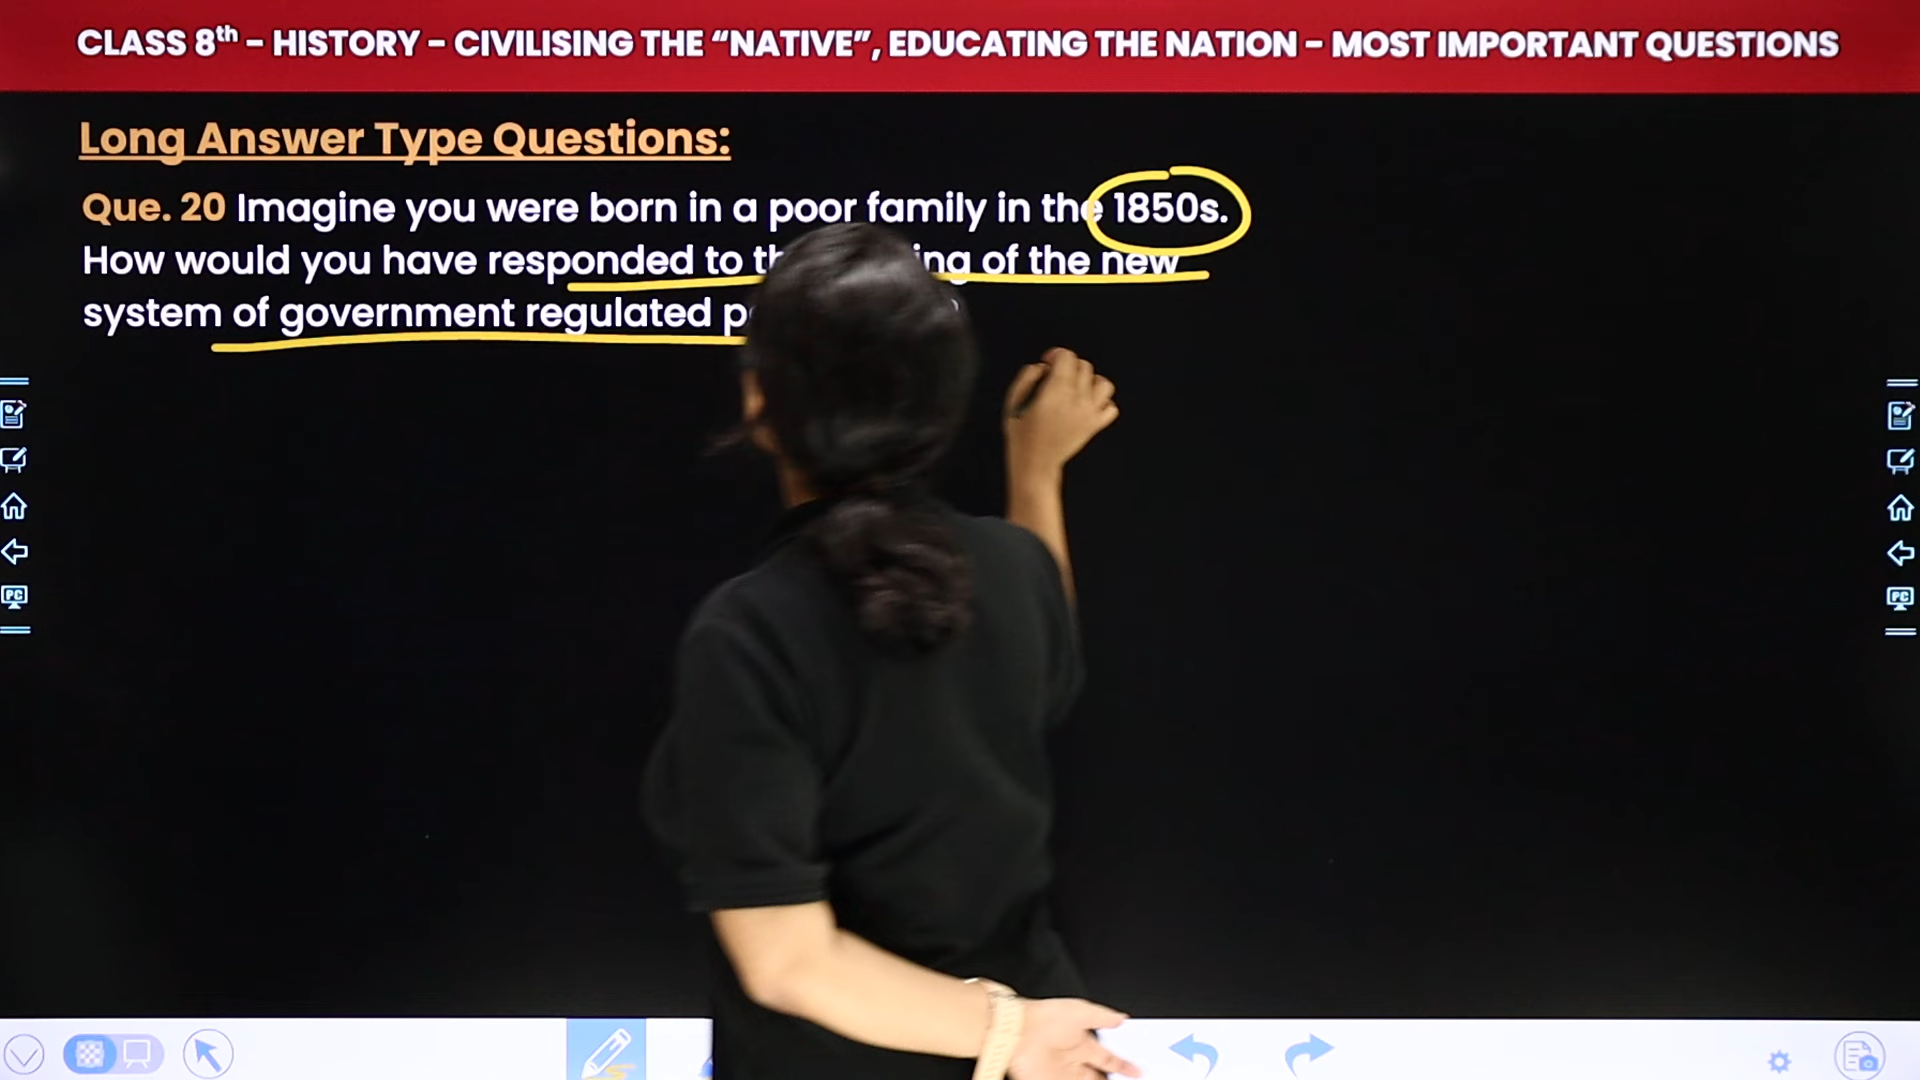 CLASS 8th - HISTORY - CIVILISING THE “NATIVE”, EDUCATING THE NATION - MOST IMPORTANT QUESTIONS
Long Answer Type Questions:
Que. 20 Imagine you were born in a poor family in the 1850s.
How would you have responded to of the new
system of government regulated
PC
PC